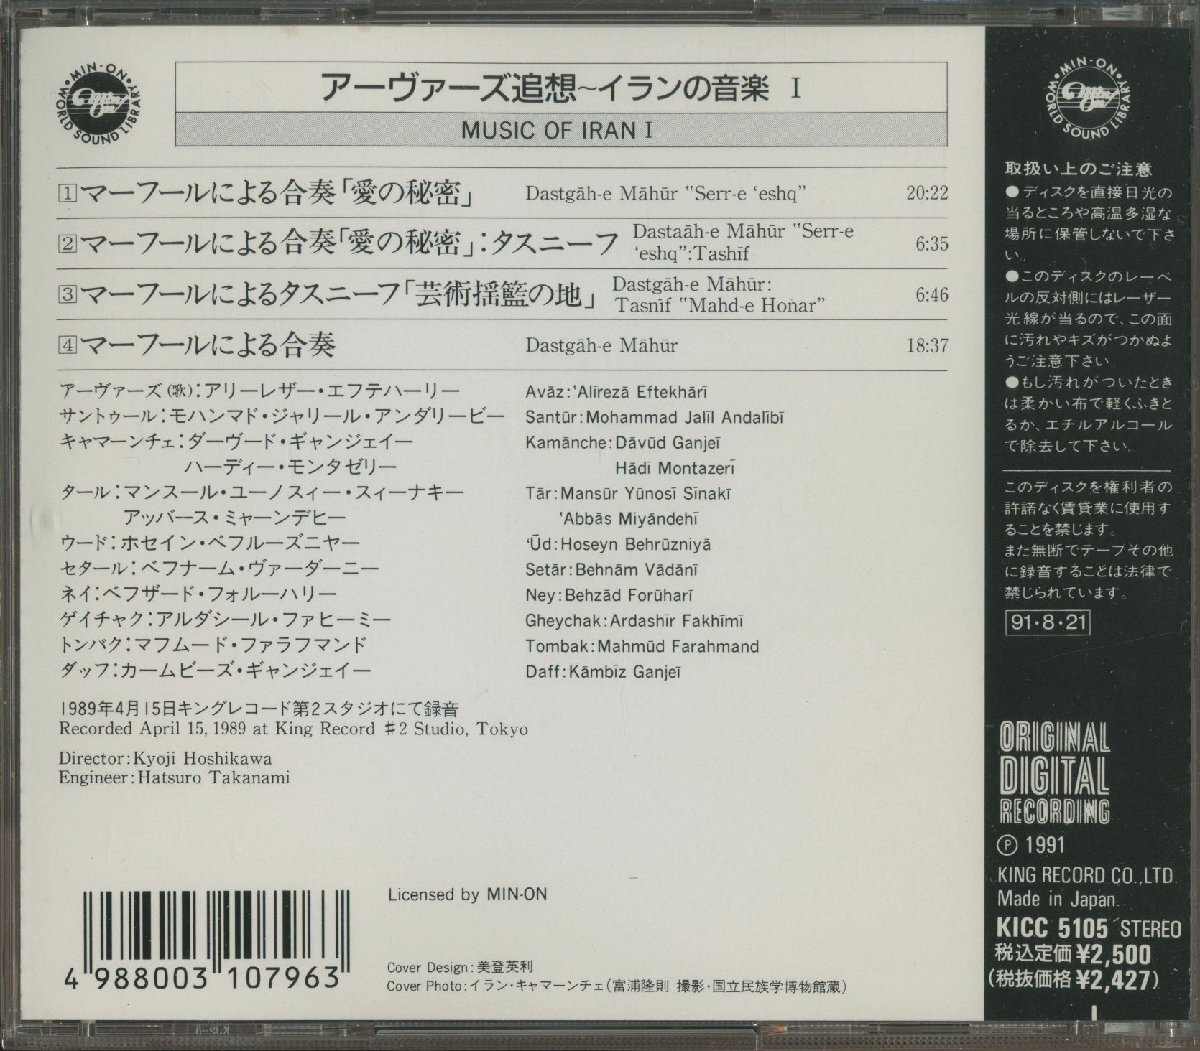 MIN-ON
WORLD SOUND LIBRARY
アーヴァーズ追想~イランの音楽 I
MUSIC OF IRAN I
1 マーフールによる合奏「愛の秘密」 Dastgāh-e Māhūr "Serr-e 'eshq" 20:22
2 マーフールによる合奏「愛の秘密」:タスニーフ Dastaāh-e Māhūr "Serr-e
'eshq":Tashīf 6:35
3 マーフールによるタスニーフ「芸術揺籃の地」 Dastgāh-e Māhūr:
Tasnīf "Mahd-e Honar" 6:46
4 マーフールによる合奏 Dastgāh-e Māhūr 18:37
アーヴァーズ(歌):アリーレザー・エフテハーリー Avāz:'Alīrezā Eftekhārī
サントゥール:モハンマド・ジャリール・アンダリービー Santūr:Mohammad Jalīl Andalībī
キャマーンチェ:ダーヴード・ギャンジェイー Kamānche:Dāvūd Ganjeī
ハーディー・モンタゼリー Hādī Montazerī
タール:マンスール・ユーノスィー・スィーナキー Tār:Mansūr Yūnosī Sīnakī
アッバース・ミャーンデヒー 'Abbās Miyāndehī
ウード:ホセイン・ベフルーズニヤー 'Ūd:Hoseyn Behrūzniyā
セタール:ベフナーム・ヴァーダーニー Setār:Behnām Vādānī
ネイ:ベフザード・フォルーハリー Ney:Behzād Forūharī
ゲイチャク:アルダシール・ファヒーミー Gheychak:Ardashīr Fakhīmī
トンバク:マフムード・ファラフマンド Tombak:Mahmūd Farahmand
ダッフ:カームビーズ・ギャンジェイー Daff:Kāmbīz Ganjeī
1989年4月15日キングレコード第2スタジオにて録音
Recorded April 15, 1989 at King Record #2 Studio, Tokyo
Director:Kyoji Hoshikawa
Engineer:Hatsuro Takanami
4 988003 107963
Licensed by MIN-ON
Cover Design:美登英利
Cover Photo:イラン・キャマーンチェ(富浦隆則 撮影・国立民族学博物館蔵)
MIN-ON
WORLD SOUND LIBRARY
取扱い上のご注意
●ディスクを直接日光の
当るところや高温多湿な
場所に保管しないで下さ
い。
●このディスクのレーベ
ルの反対側にはレーザー
光線が当るので、この面
に汚れやキズがつかぬよ
うご注意下さい。
●もし汚れがついたとき
は柔かい布で軽くふきと
るか、エチルアルコール
で除去して下さい。
このディスクを権利者の
許諾なく賃貸業に使用す
ることを禁じます。
また無断でテープその他
に録音することは法律で
禁じられています。
91・8・21
ORIGINAL
DIGITAL
RECORDING
Ⓟ 1991
KING RECORD CO.,LTD.
Made in Japan.
KICC 5105 STEREO
税込定価¥2,500
(税抜価格¥2,427)